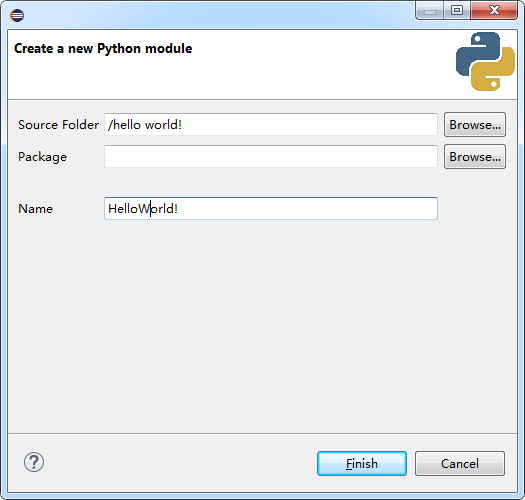 Create a new Python module
Source Folder /hello world! Browse...
Package Browse...
Name HelloWorld!
? Finish Cancel